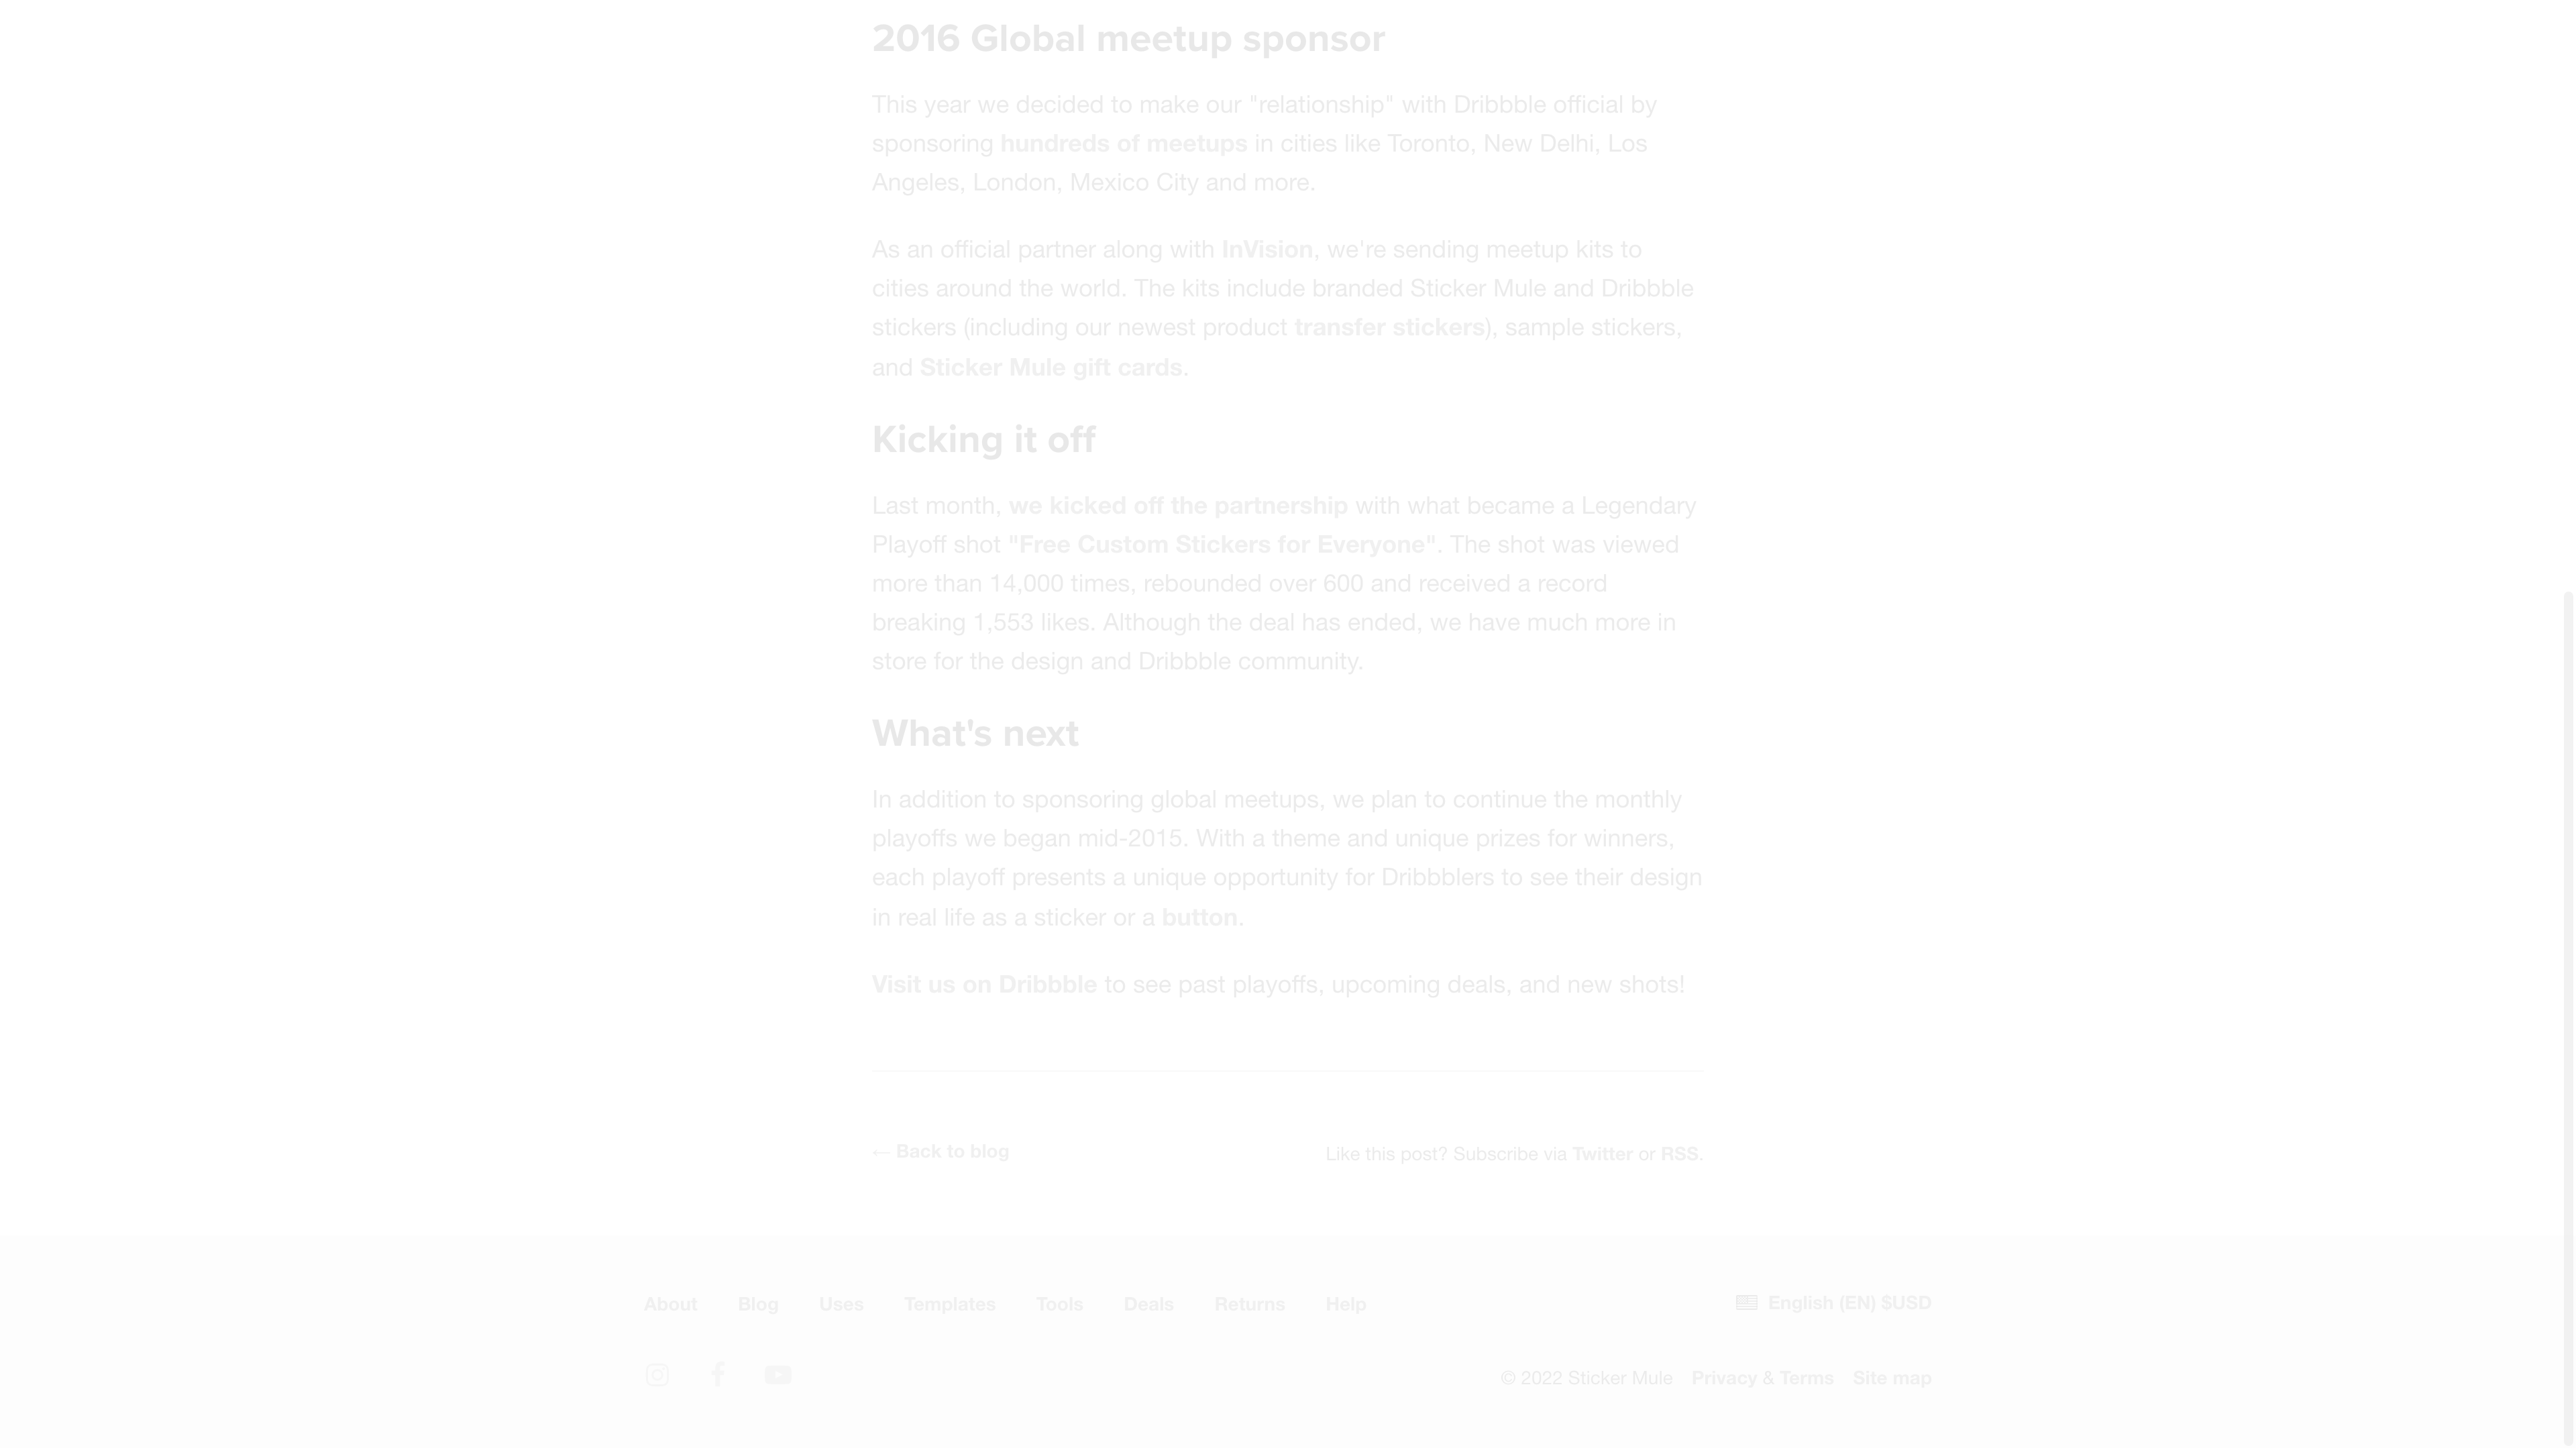 2016 Global meetup sponsor
This year we decided to make our "relationship" with Dribbble official by
sponsoring hundreds of meetups in cities like Toronto, New Delhi, Los
Angeles, London, Mexico City and more.
As an official partner along with InVision, we're sending meetup kits to
cities around the world. The kits include branded Sticker Mule and Dribbble
stickers (including our newest product transfer stickers), sample stickers,
and Sticker Mule gift cards.
Kicking it off
Last month, we kicked off the partnership with what became a Legendary
Playoff shot "Free Custom Stickers for Everyone". The shot was viewed
more than 14,000 times, rebounded over 600 and received a record
breaking 1,553 likes. Although the deal has ended, we have much more in
store for the design and Dribbble community.
What's next
In addition to sponsoring global meetups, we plan to continue the monthly
playoffs we began mid-2015. With a theme and unique prizes for winners,
each playoff presents a unique opportunity for Dribbblers to see their design
in real life as a sticker or a button.
Visit us on Dribbble to see past playoffs, upcoming deals, and new shots!
← Back to blog
Like this post? Subscribe via Twitter or RSS.
About Blog Uses Templates Tools Deals Returns Help
English (EN) $USD
© 2022 Sticker Mule Privacy & Terms Site map